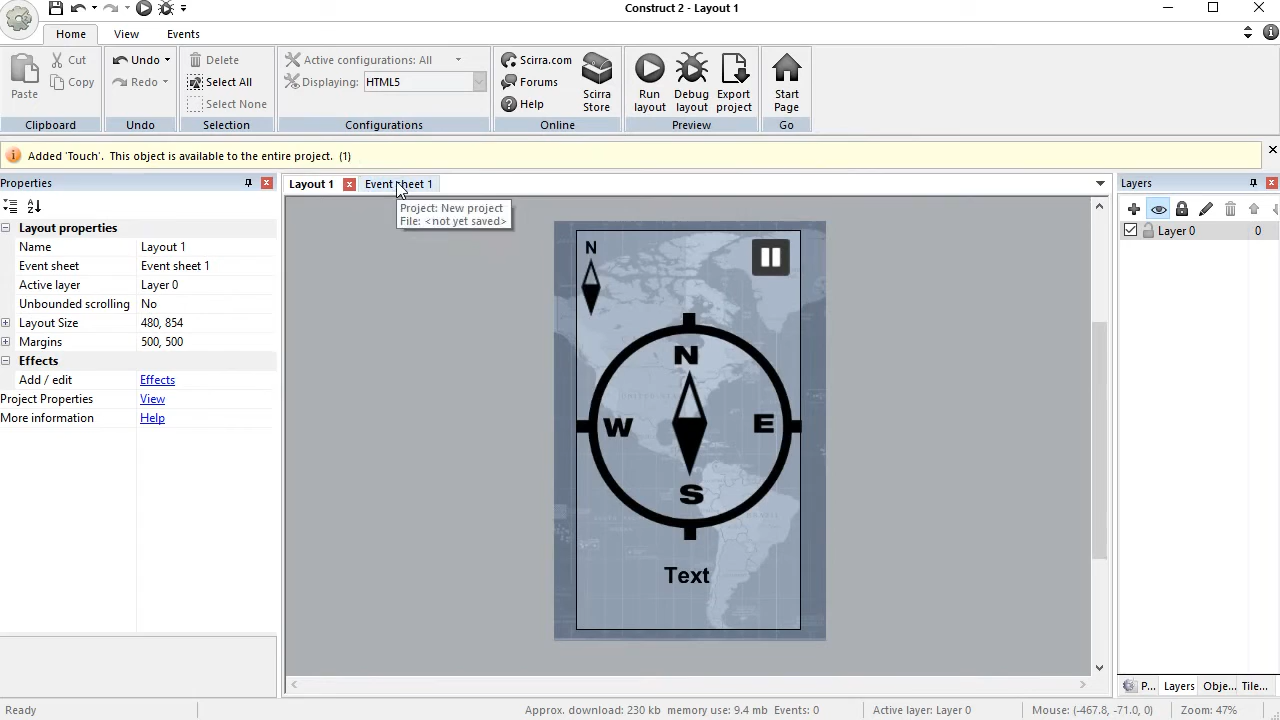 Construct 2 - Layout 1
Home View Events
Paste
Cut
Copy
Clipboard
Undo
Redo
Undo
Delete
Select All
Select None
Selection
Active configurations: All
Displaying: HTML5
Configurations
Scirra.com
Forums
Help
Scirra Store
Online
Run layout
Debug layout
Export project
Preview
Start Page
Go
Added 'Touch'. This object is available to the entire project. (1)
Properties
Layout properties
Name Layout 1
Event sheet Event sheet 1
Active layer Layer 0
Unbounded scrolling No
Layout Size 480, 854
Margins 500, 500
Effects
Add / edit Effects
Project Properties View
More information Help
Layout 1 Event sheet 1
Project: New project
File: <not yet saved>
N
N
W E
S
Text
Layers
Layer 0 0
P... Layers Obje... Tile...
Ready
Approx. download: 230 kb memory use: 9.4 mb Events: 0
Active layer: Layer 0
Mouse: (-467.8, -71.0, 0)
Zoom: 47%